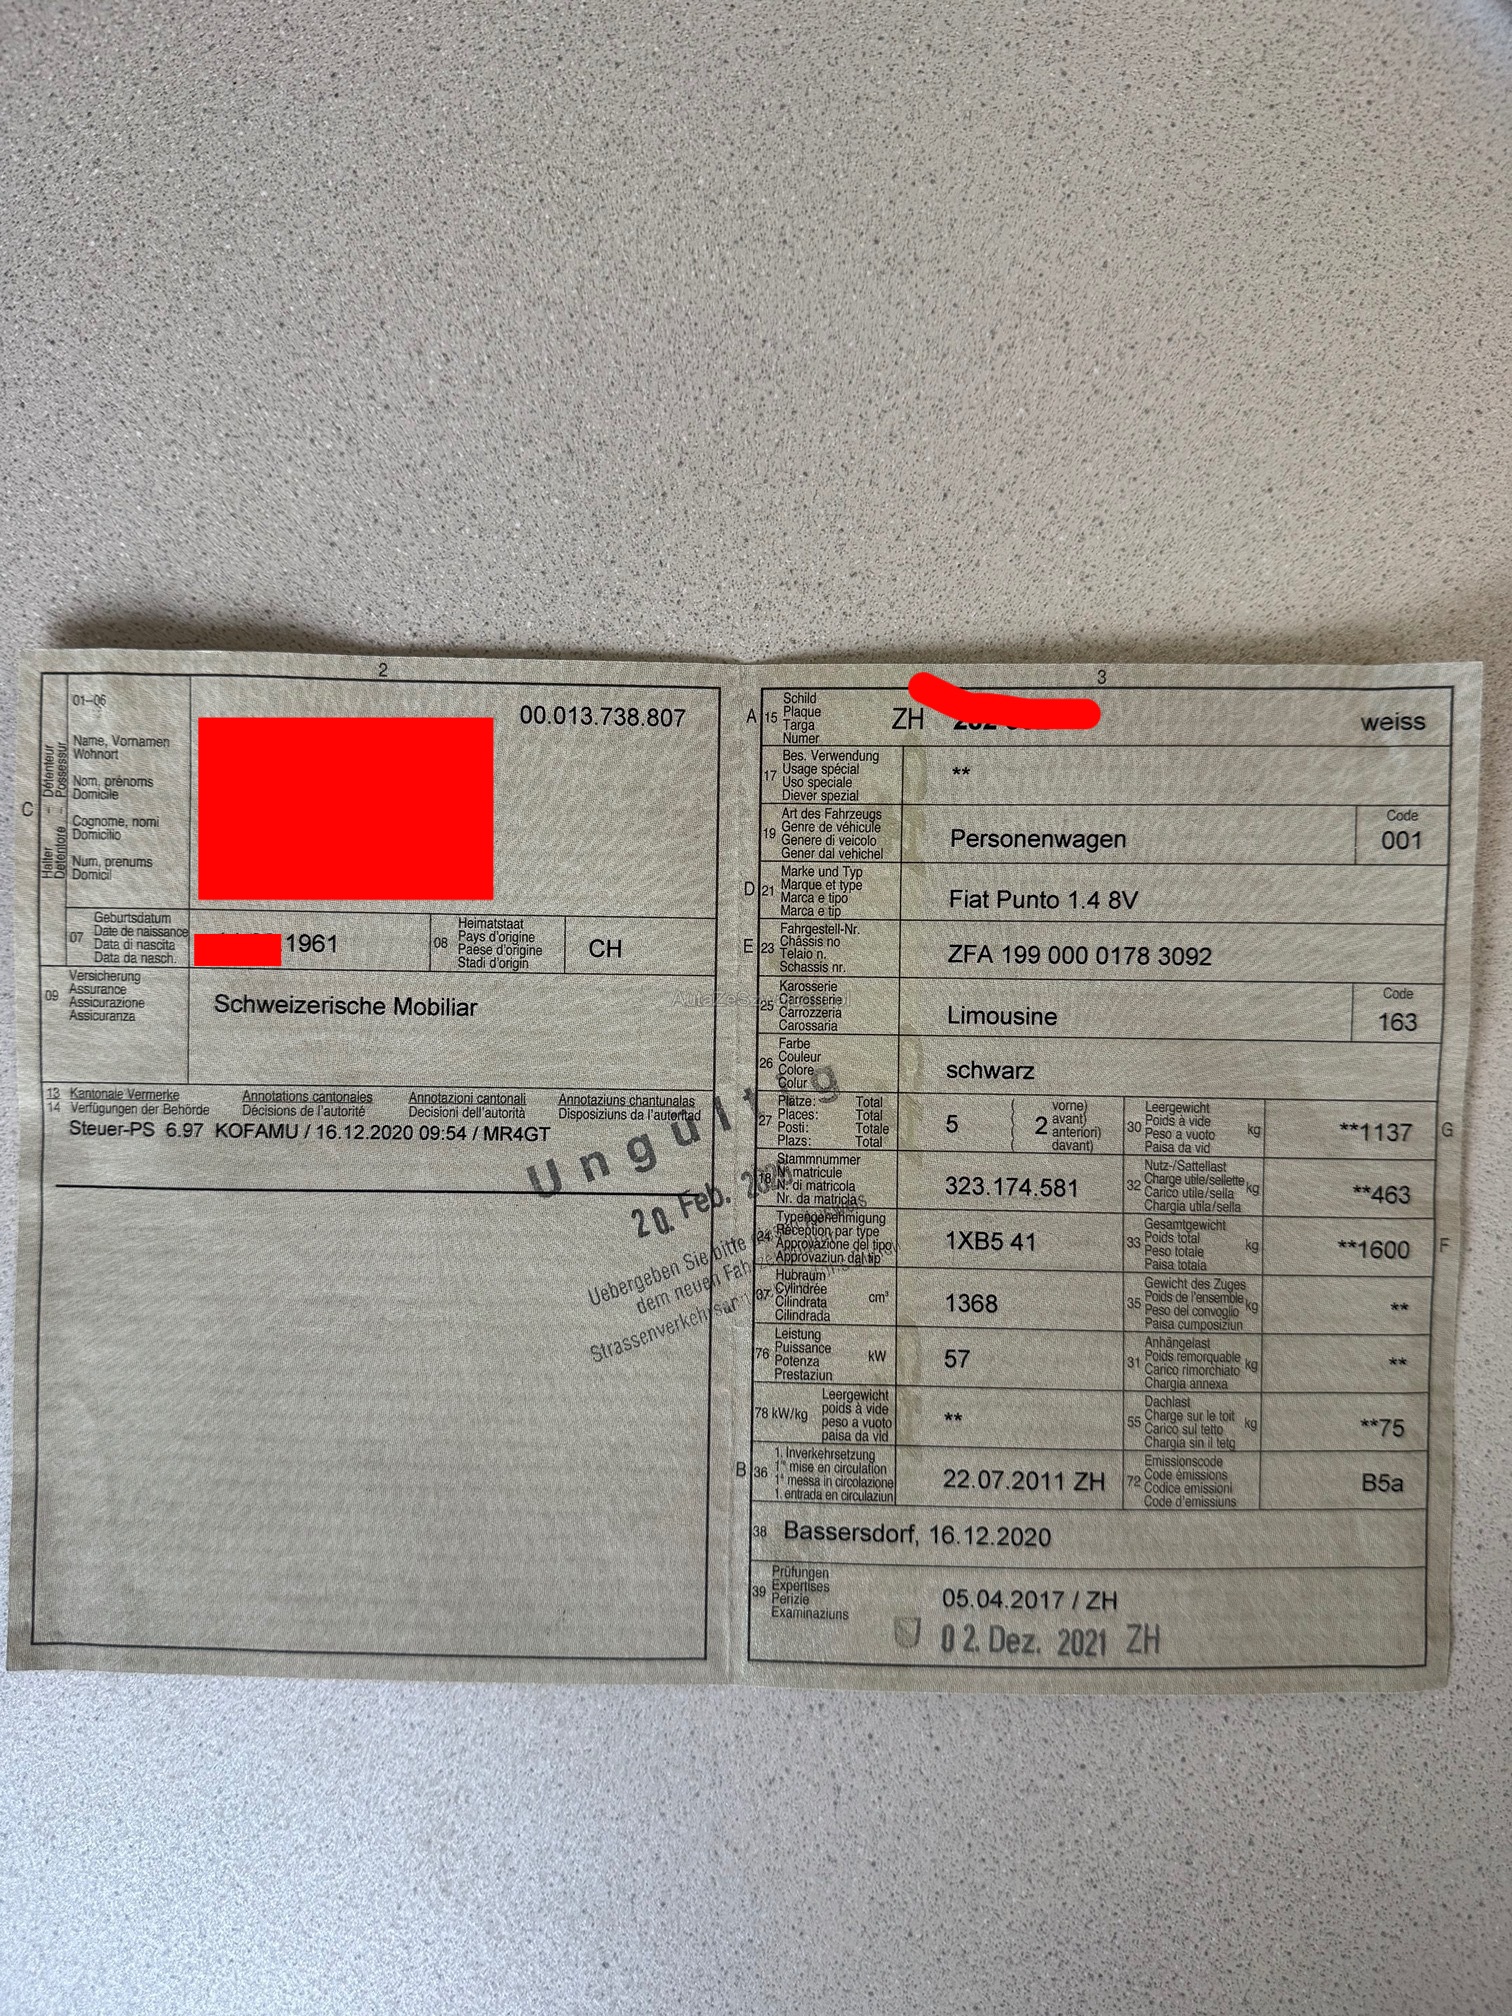 2
01–06
00.013.738.807
Name, Vornamen
Wohnort
Nom, prénoms
Domicile
Cognome, nomi
Domicilio
Num, prenums
Domicil
C
Halter – Détenteur
Detentore – Possessur
07
Geburtsdatum
Date de naissance
Data di nascita
Data da nasch.
1961
08
Heimatstaat
Pays d'origine
Paese d'origine
Stadi d'origin
CH
09
Versicherung
Assurance
Assicurazione
Assicuranza
Schweizerische Mobiliar
13 Kantonale Vermerke Annotations cantonales Annotazioni cantonali Annotaziuns chantunalas
14 Verfügungen der Behörde Décisions de l'autorité Decisioni dell'autorità Disposiziuns da l'autoritad
Steuer-PS 6.97 KOFAMU / 16.12.2020 09:54 / MR4GT
Ungültig
20. Feb.
Uebergeben Sie bitte
dem neuen
3
A 15
Schild
Plaque
Targa
Numer
ZH
weiss
17
Bes. Verwendung
Usage spécial
Uso speciale
Diever spezial
**
19
Art des Fahrzeugs
Genre de véhicule
Genere di veicolo
Gener dal vehichel
Personenwagen
Code
001
D 21
Marke und Typ
Marque et type
Marca e tipo
Marca e tip
Fiat Punto 1.4 8V
E 23
Fahrgestell-Nr.
Châssis no
Telaio n.
Schassis nr.
ZFA 199 000 0178 3092
25
Karosserie
Carrosserie
Carrozzeria
Carossaria
Limousine
Code
163
26
Farbe
Couleur
Colore
Colur
schwarz
27
Plätze: Total
Places: Total
Posti: Totale
Plazs: Total
5
2
vorne)
avant)
anteriori)
davant)
30
Leergewicht
Poids à vide
Peso a vuoto
Paisa da vid
kg
**1137
G
18
Stammnummer
N° matricule
N. di matricola
Nr. da matricla
323.174.581
32
Nutz-/Sattellast
Charge utile/sellette
Carico utile/sella
Chargia utila/sella
kg
**463
24
Typengenehmigung
Réception par type
Approvazione del tipo
Approvaziun dal tip
1XB5 41
33
Gesamtgewicht
Poids total
Peso totale
Paisa totala
kg
**1600
F
37
Hubraum
Cylindrée
Cilindrata
Cilindrada
cm³
1368
35
Gewicht des Zuges
Poids de l'ensemble
Peso del convoglio
Paisa cumposiziun
kg
**
76
Leistung
Puissance
Potenza
Prestaziun
kW
57
31
Anhängelast
Poids remorquable
Carico rimorchiato
Chargia annexa
kg
**
78 kW/kg
Leergewicht
poids à vide
peso a vuoto
paisa da vid
**
55
Dachlast
Charge sur le toit
Carico sul tetto
Chargia sin il tetg
kg
**75
B 36
1. Inverkehrsetzung
1re mise en circulation
1a messa in circolazione
1. entrada en circulaziun
22.07.2011 ZH
72
Emissionscode
Code émissions
Codice emissioni
Code d'emissiuns
B5a
38
Bassersdorf, 16.12.2020
39
Prüfungen
Expertises
Perizie
Examinaziuns
05.04.2017 / ZH
02. Dez. 2021 ZH